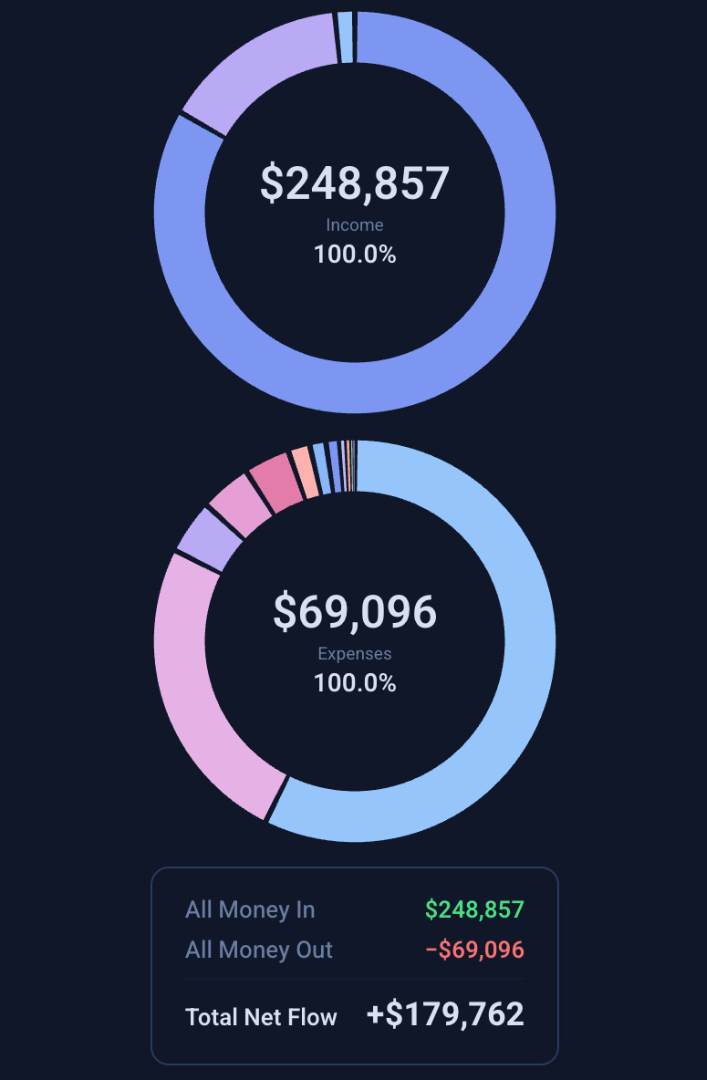 $248,857
Income
100.0%
$69,096
Expenses
100.0%
All Money In $248,857
All Money Out −$69,096
Total Net Flow +$179,762